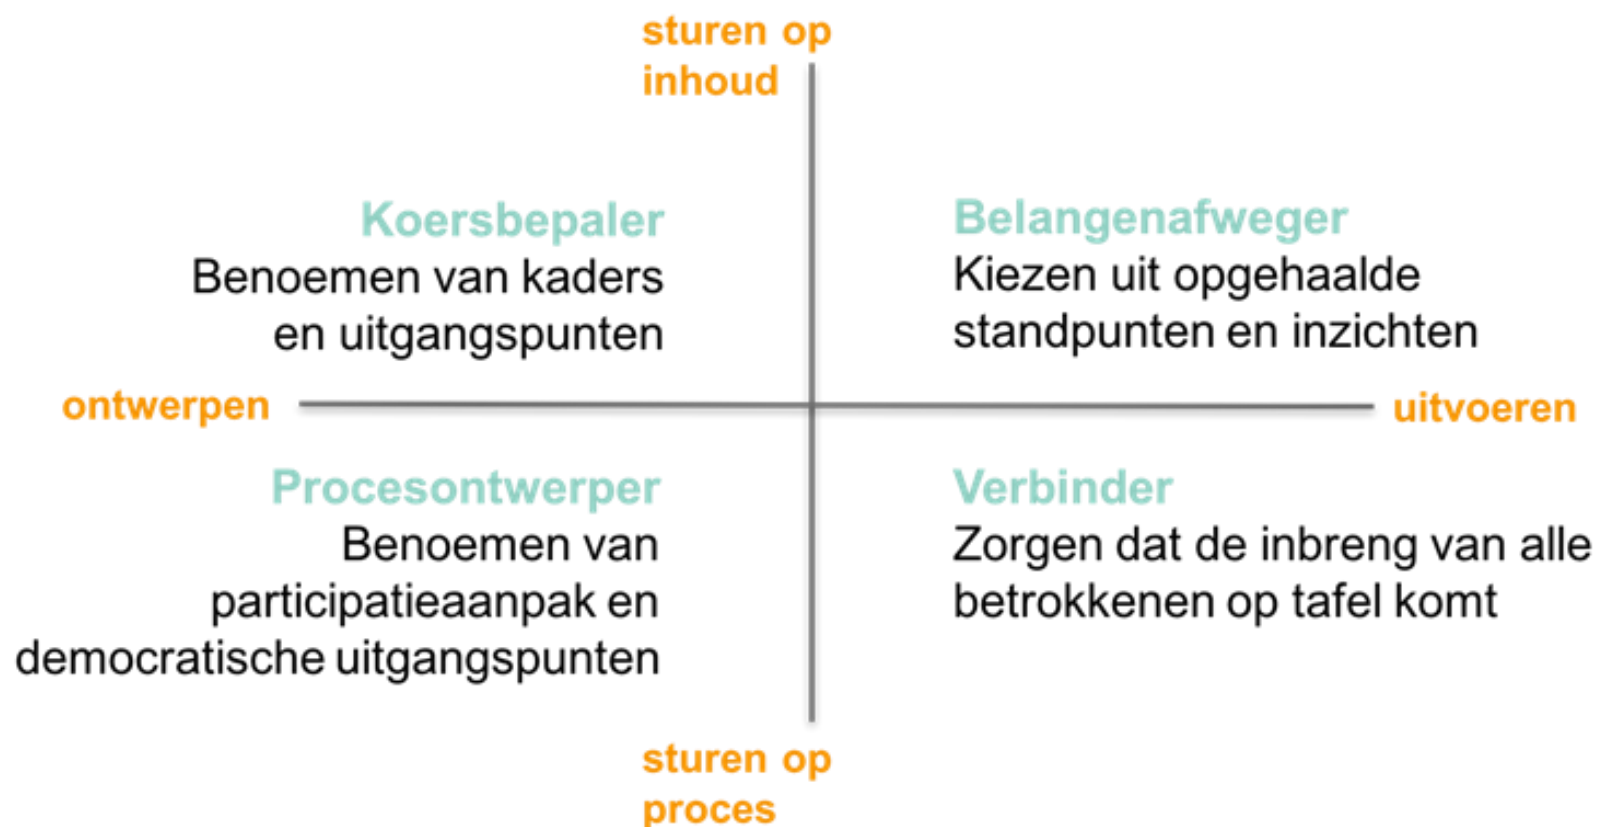 sturen op
inhoud
Koersbepaler
Benoemen van kaders
en uitgangspunten
Belangenafweger
Kiezen uit opgehaalde
standpunten en inzichten
ontwerpen
uitvoeren
Procesontwerper
Benoemen van
participatieaanpak en
democratische uitgangspunten
Verbinder
Zorgen dat de inbreng van alle
betrokkenen op tafel komt
sturen op
proces